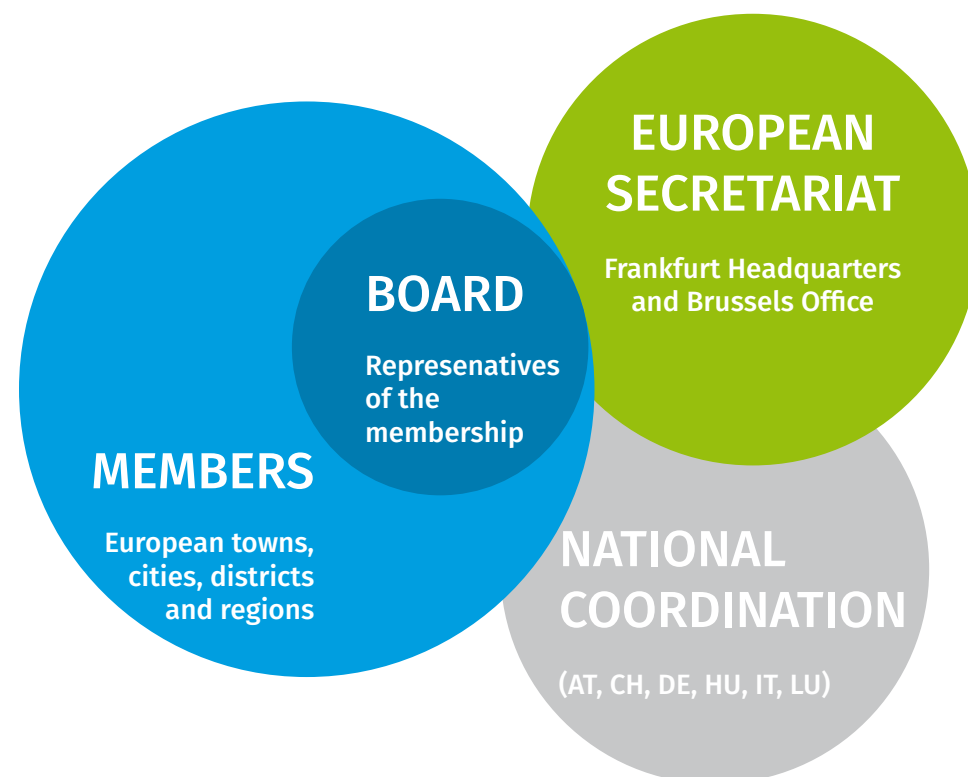 EUROPEAN
SECRETARIAT
Frankfurt Headquarters
and Brussels Office
BOARD
Represenatives
of the
membership
MEMBERS
European towns,
cities, districts
and regions
NATIONAL
COORDINATION
(AT, CH, DE, HU, IT, LU)